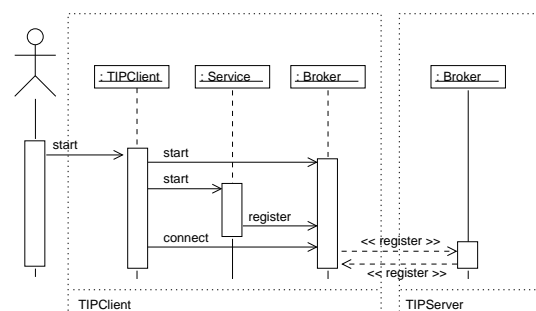 : TIPClient
: Service
: Broker
: Broker
start
start
start
register
connect
<< register >>
<< register >>
TIPClient
TIPServer